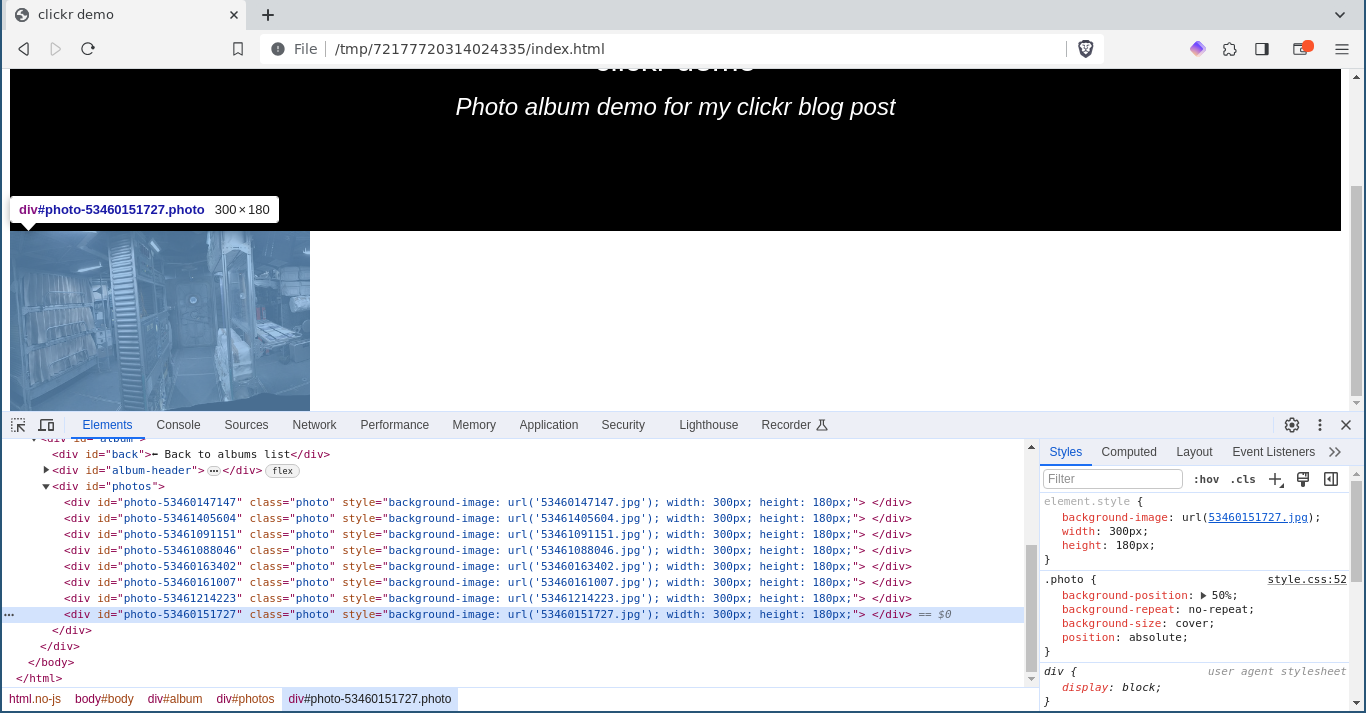 clickr demo
File /tmp/72177720314024335/index.html
clickr demo
Photo album demo for my clickr blog post
div#photo-53460151727.photo 300 × 180
Elements Console Sources Network Performance Memory Application Security Lighthouse Recorder
<div id="album">
<div id="back">⬅ Back to albums list</div>
<div id="album-header"> ⋯ </div> flex
<div id="photos">
<div id="photo-53460147147" class="photo" style="background-image: url('53460147147.jpg'); width: 300px; height: 180px;"> </div>
<div id="photo-53461405604" class="photo" style="background-image: url('53461405604.jpg'); width: 300px; height: 180px;"> </div>
<div id="photo-53461091151" class="photo" style="background-image: url('53461091151.jpg'); width: 300px; height: 180px;"> </div>
<div id="photo-53461088046" class="photo" style="background-image: url('53461088046.jpg'); width: 300px; height: 180px;"> </div>
<div id="photo-53460163402" class="photo" style="background-image: url('53460163402.jpg'); width: 300px; height: 180px;"> </div>
<div id="photo-53460161007" class="photo" style="background-image: url('53460161007.jpg'); width: 300px; height: 180px;"> </div>
<div id="photo-53461214223" class="photo" style="background-image: url('53461214223.jpg'); width: 300px; height: 180px;"> </div>
<div id="photo-53460151727" class="photo" style="background-image: url('53460151727.jpg'); width: 300px; height: 180px;"> </div> == $0
</div>
</div>
</body>
</html>
html.no-js body#body div#album div#photos div#photo-53460151727.photo
Styles Computed Layout Event Listeners
Filter :hov .cls
element.style {
background-image: url(53460151727.jpg);
width: 300px;
height: 180px;
}
.photo { style.css:52
background-position: 50%;
background-repeat: no-repeat;
background-size: cover;
position: absolute;
}
div { user agent stylesheet
display: block;
}